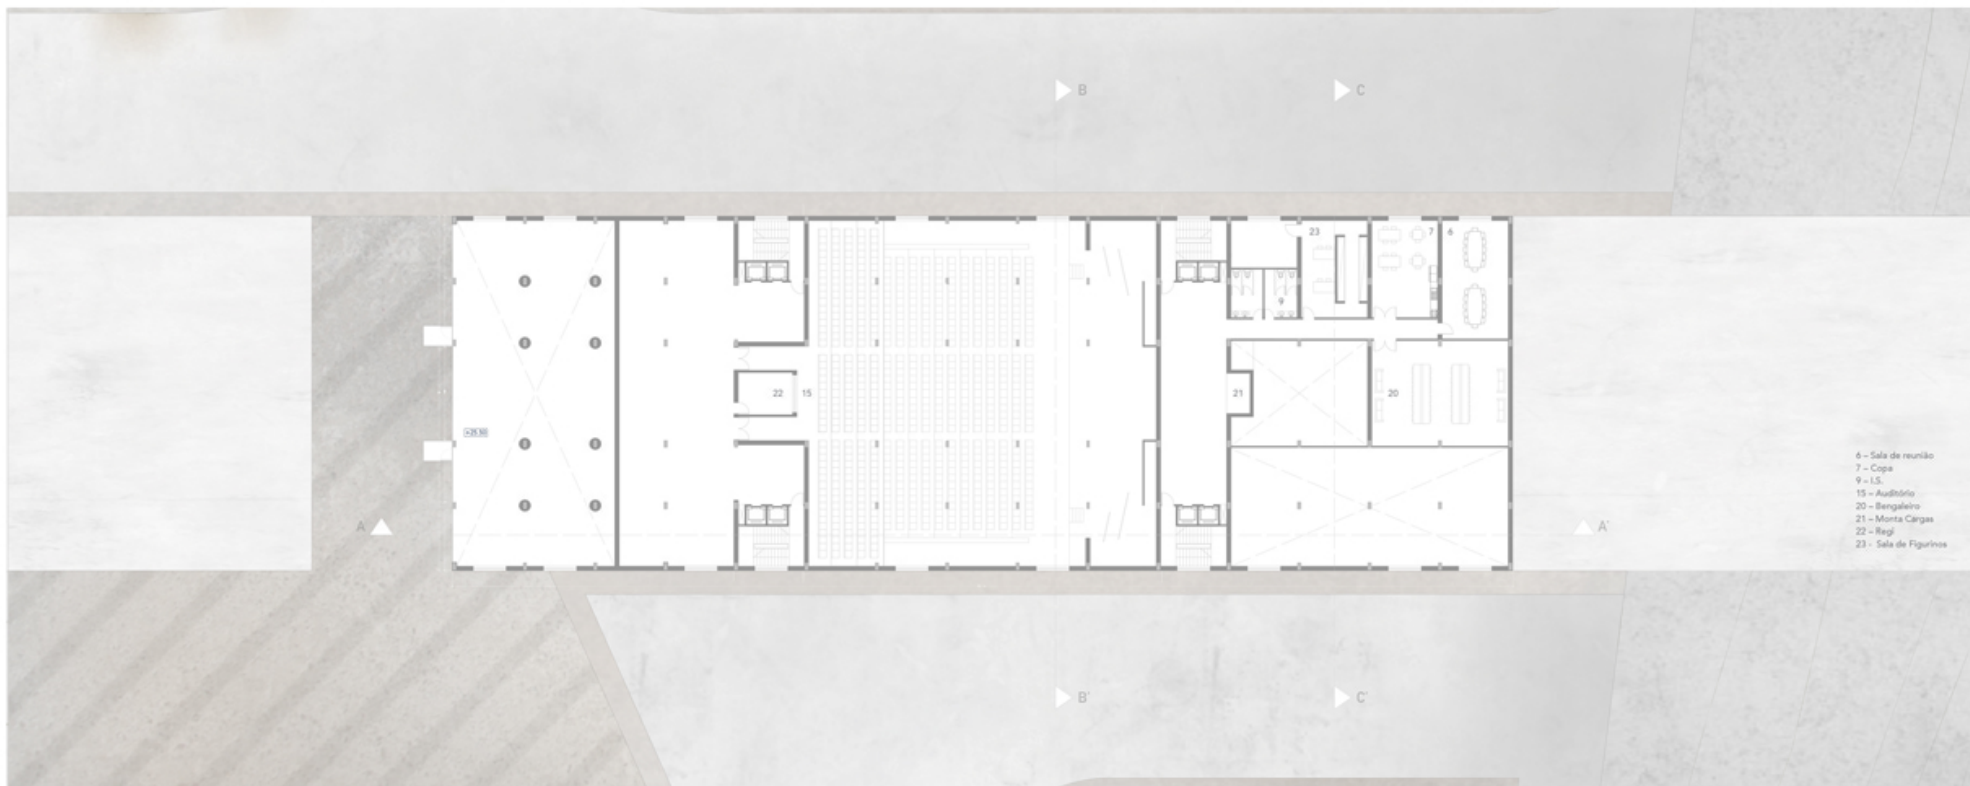 B
C
23
7
6
9
22
15
21
20
+25.50
A
A'
6 – Sala de reunião
7 – Copa
9 – I.S.
15 – Auditório
20 – Bengaleiro
21 – Monta Cargas
22 – Regi
23 - Sala de Figurinos
B'
C'